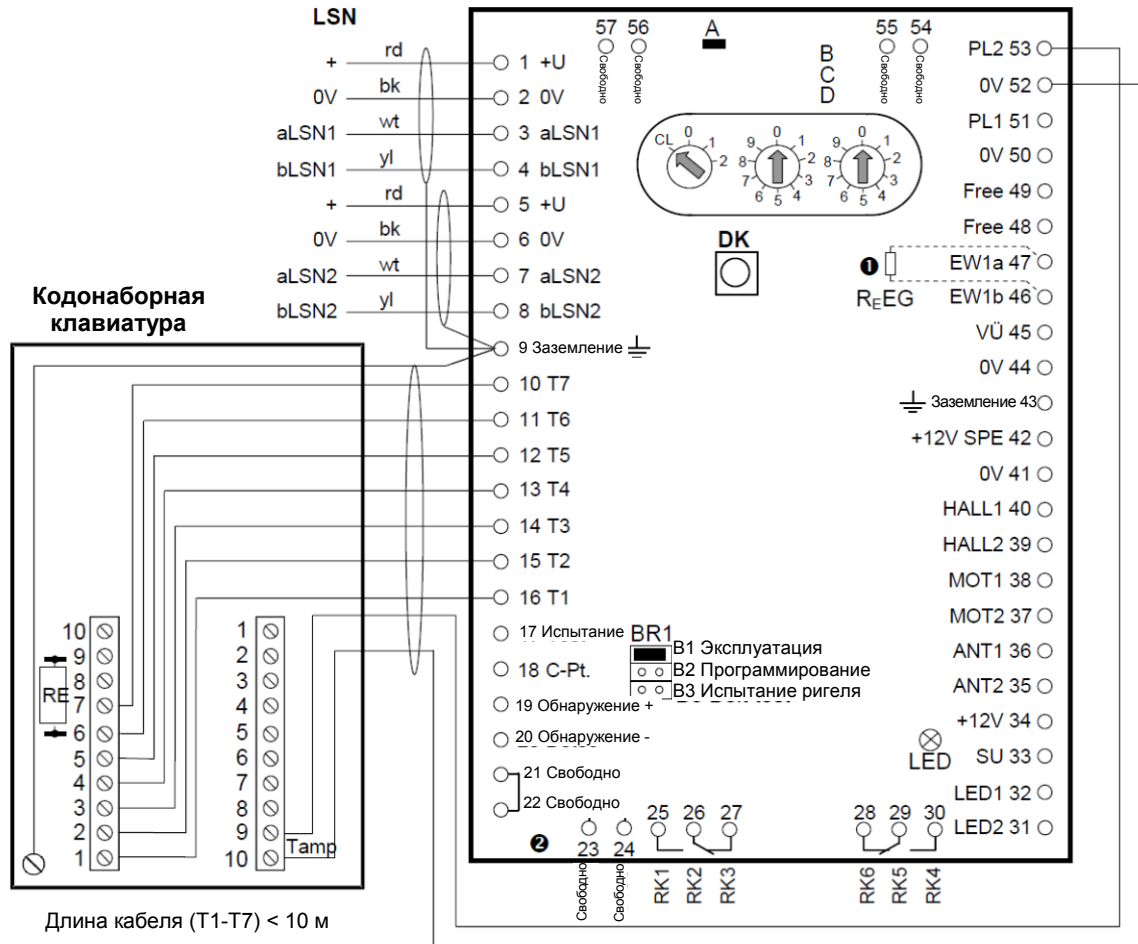 LSN
+ rd
0V bk
aLSN1 wt
bLSN1 yl
+ rd
0V bk
aLSN2 wt
bLSN2 yl
Кодонаборная
клавиатура
10
9
8
7
6
5
4
3
2
1
RE
1
2
3
4
5
6
7
8
9
10
Tamp
Длина кабеля (T1-T7) < 10 м
1 +U
2 0V
3 aLSN1
4 bLSN1
5 +U
6 0V
7 aLSN2
8 bLSN2
9 Заземление
10 T7
11 T6
12 T5
13 T4
14 T3
15 T2
16 T1
17 Испытание
18 C-Pt.
19 Обнаружение +
20 Обнаружение -
21 Свободно
22 Свободно
❷
23 Свободно
24 Свободно
25 26 27
RK1 RK2 RK3
28 29 30
RK6 RK5 RK4
57 56
Свободно Свободно
A
B
C
D
55 54
Свободно Свободно
CL 0 1 2
0 1 2 3 4 5 6 7 8 9
0 1 2 3 4 5 6 7 8 9
DK
❶
REEG
BR1
B1 Эксплуатация
B2 Программирование
B3 Испытание ригеля
LED
PL2 53
0V 52
PL1 51
0V 50
Free 49
Free 48
EW1a 47
EW1b 46
VÜ 45
0V 44
Заземление 43
+12V SPE 42
0V 41
HALL1 40
HALL2 39
MOT1 38
MOT2 37
ANT1 36
ANT2 35
+12V 34
SU 33
LED1 32
LED2 31